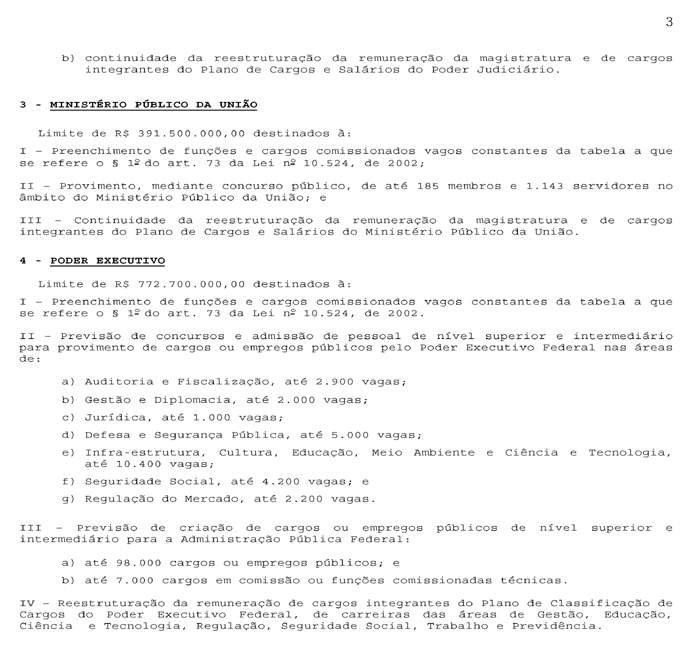 3
b) continuidade da reestruturação da remuneração da magistratura e de cargos
integrantes do Plano de Cargos e Salários do Poder Judiciário.
3 - MINISTÉRIO PÚBLICO DA UNIÃO
Limite de R$ 391.500.000,00 destinados à:
I – Preenchimento de funções e cargos comissionados vagos constantes da tabela a que
se refere o § 1º do art. 73 da Lei nº 10.524, de 2002;
II – Provimento, mediante concurso público, de até 185 membros e 1.143 servidores no
âmbito do Ministério Público da União; e
III – Continuidade da reestruturação da remuneração da magistratura e de cargos
integrantes do Plano de Cargos e Salários do Ministério Público da União.
4 - PODER EXECUTIVO
Limite de R$ 772.700.000,00 destinados à:
I – Preenchimento de funções e cargos comissionados vagos constantes da tabela a que
se refere o § 1º do art. 73 da Lei nº 10.524, de 2002.
II – Previsão de concursos e admissão de pessoal de nível superior e intermediário
para provimento de cargos ou empregos públicos pelo Poder Executivo Federal nas áreas
de:
a) Auditoria e Fiscalização, até 2.900 vagas;
b) Gestão e Diplomacia, até 2.000 vagas;
c) Jurídica, até 1.000 vagas;
d) Defesa e Segurança Pública, até 5.000 vagas;
e) Infra-estrutura, Cultura, Educação, Meio Ambiente e Ciência e Tecnologia,
até 10.400 vagas;
f) Seguridade Social, até 4.200 vagas; e
g) Regulação do Mercado, até 2.200 vagas.
III – Previsão de criação de cargos ou empregos públicos de nível superior e
intermediário para a Administração Pública Federal:
a) até 98.000 cargos ou empregos públicos; e
b) até 7.000 cargos em comissão ou funções comissionadas técnicas.
IV – Reestruturação da remuneração de cargos integrantes do Plano de Classificação de
Cargos do Poder Executivo Federal, de carreiras das áreas de Gestão, Educação,
Ciência e Tecnologia, Regulação, Seguridade Social, Trabalho e Previdência.